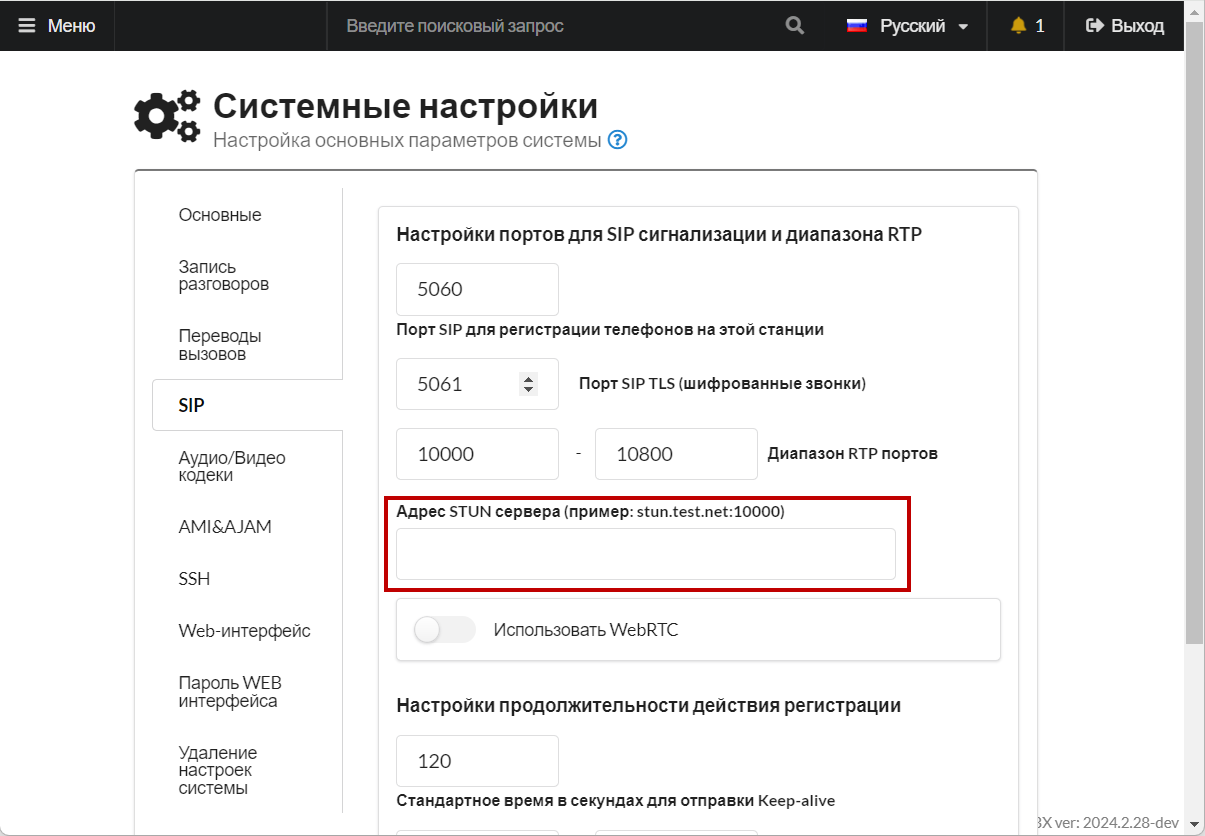 Меню
Введите поисковый запрос
Русский
1
Выход
Системные настройки
Настройка основных параметров системы
Основные
Запись
разговоров
Переводы
вызовов
SIP
Аудио/Видео
кодеки
AMI&AJAM
SSH
Web-интерфейс
Пароль WEB
интерфейса
Удаление
настроек
системы
Настройки портов для SIP сигнализации и диапазона RTP
5060
Порт SIP для регистрации телефонов на этой станции
5061
Порт SIP TLS (шифрованные звонки)
10000 - 10800 Диапазон RTP портов
Адрес STUN сервера (пример: stun.test.net:10000)
Использовать WebRTC
Настройки продолжительности действия регистрации
120
Стандартное время в секундах для отправки Keep-alive
ver: 2024.2.28-dev